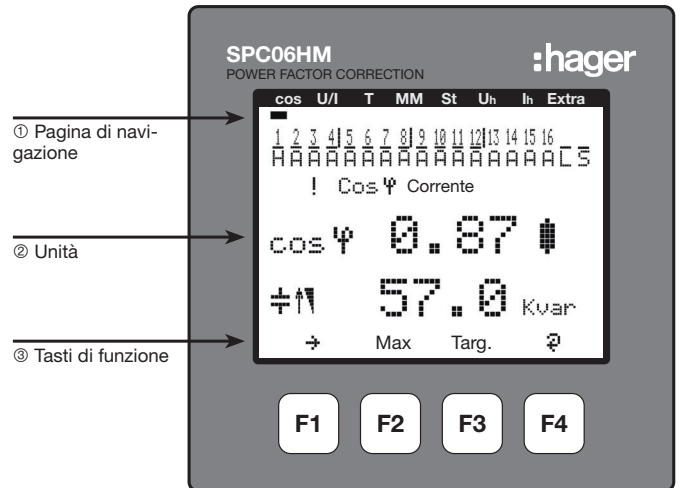 SPC06HM
:hager
POWER FACTOR CORRECTION
cos U/I T MM St Uh Ih Extra
① Pagina di navi-
gazione
1 2 3 4 5 6 7 8 9 10 11 12 13 14 15 16
A A A A A A A A A A A A A A A A C S
! Cos φ Corrente
② Unità
cos φ 0.87
57.0 Kvar
③ Tasti di funzione
→ Max Targ.
F1 F2 F3 F4